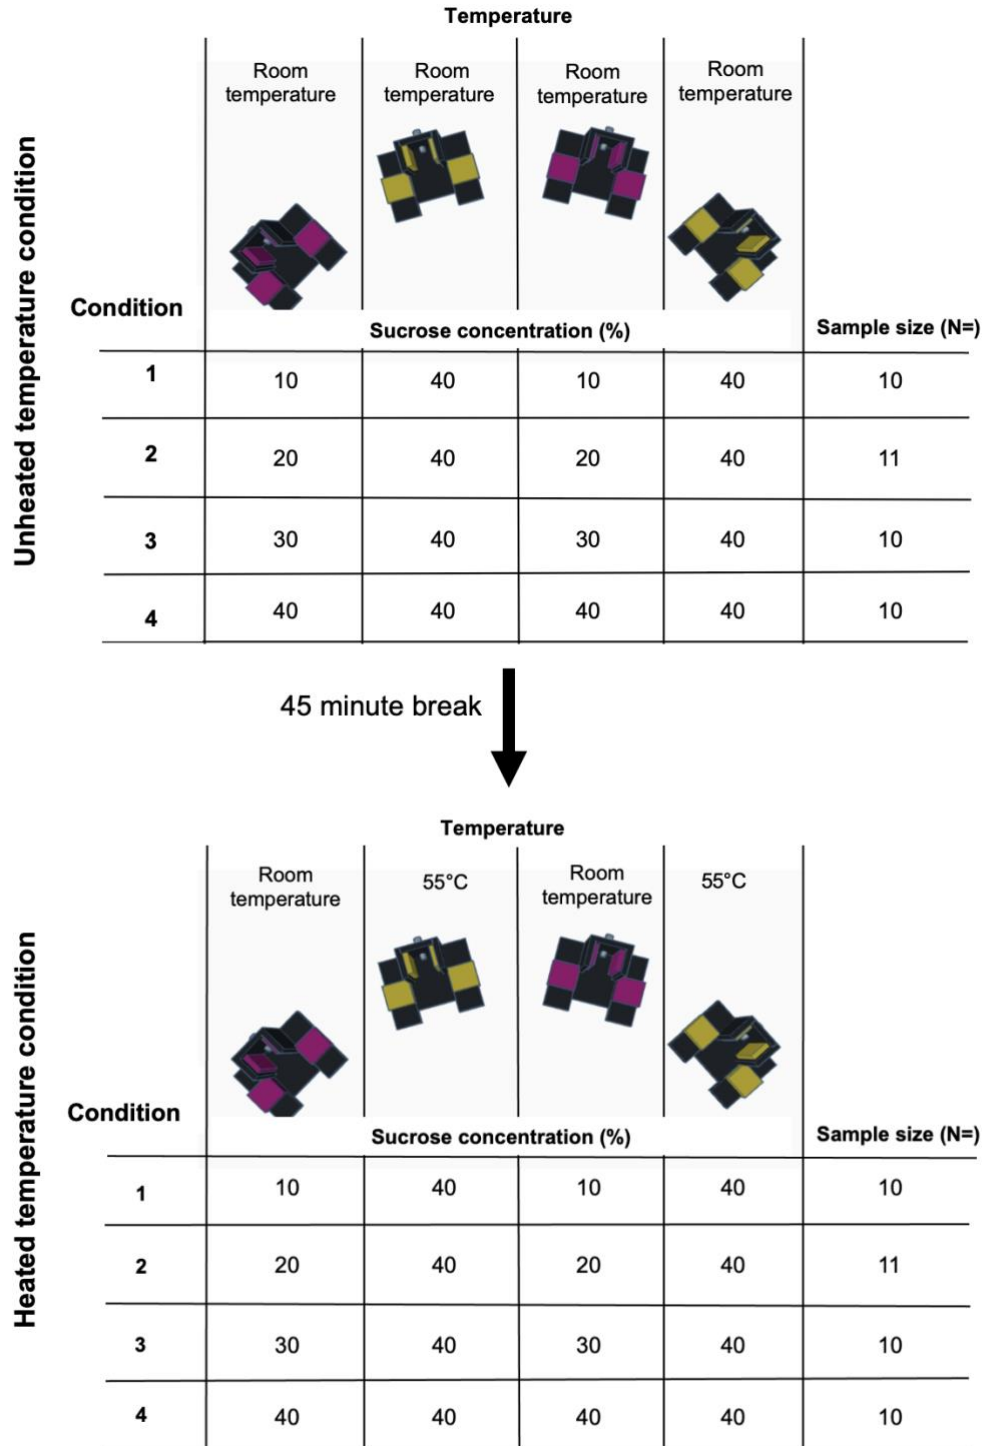 Temperature
Unheated temperature condition
Room temperature
Room temperature
Room temperature
Room temperature
Condition
Sucrose concentration (%)
Sample size (N=)
1 10 40 10 40 10
2 20 40 20 40 11
3 30 40 30 40 10
4 40 40 40 40 10
45 minute break
Temperature
Heated temperature condition
Room temperature
55°C
Room temperature
55°C
Condition
Sucrose concentration (%)
Sample size (N=)
1 10 40 10 40 10
2 20 40 20 40 11
3 30 40 30 40 10
4 40 40 40 40 10